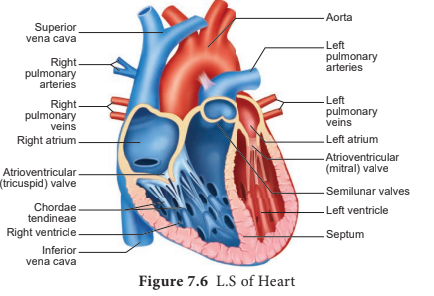 Superior
vena cava
Right
pulmonary
arteries
Right
pulmonary
veins
Right atrium
Atrioventricular
(tricuspid) valve
Chordae
tendineae
Right ventricle
Inferior
vena cava
Aorta
Left
pulmonary
arteries
Left
pulmonary
veins
Left atrium
Atrioventricular
(mitral) valve
Semilunar valves
Left ventricle
Septum
Figure 7.6 L.S of Heart